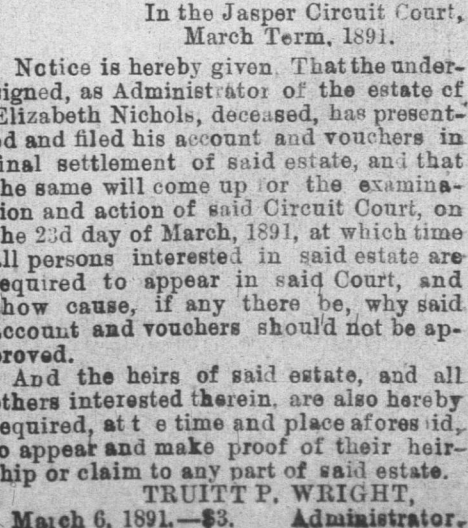 In the Jasper Circuit Court,
March Term, 1891.
Notice is hereby given, That the under-
signed, as Administrator of the estate of
Elizabeth Nichols, deceased, has present-
ed and filed his account and vouchers in
final settlement of said estate, and that
the same will come up for the examina-
tion and action of said Circuit Court, on
the 23d day of March, 1891, at which time
all persons interested in said estate are
required to appear in said Court, and
show cause, if any there be, why said
account and vouchers should not be ap-
proved.
And the heirs of said estate, and all
others interested therein, are also hereby
required, at the time and place aforesaid,
to appear and make proof of their heir-
ship or claim to any part of said estate.
TRUITT P. WRIGHT,
March 6, 1891.—$3. Administrator.